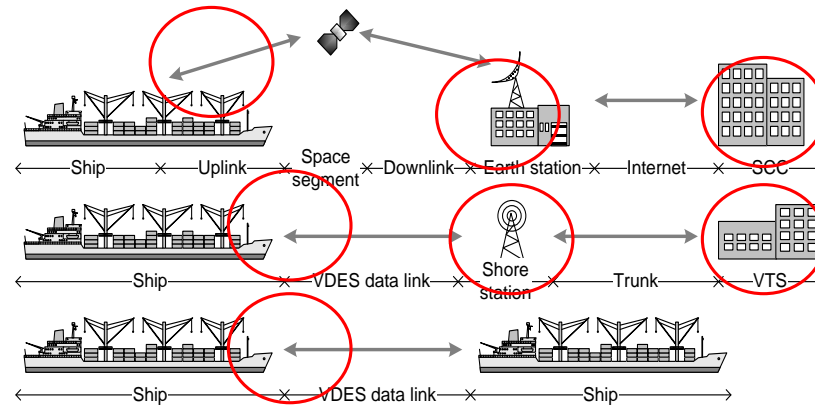 Ship
Uplink
Space
segment
Downlink
Earth station
Internet
SCC
Ship
VDES data link
Shore
station
Trunk
VTS
Ship
VDES data link
Ship